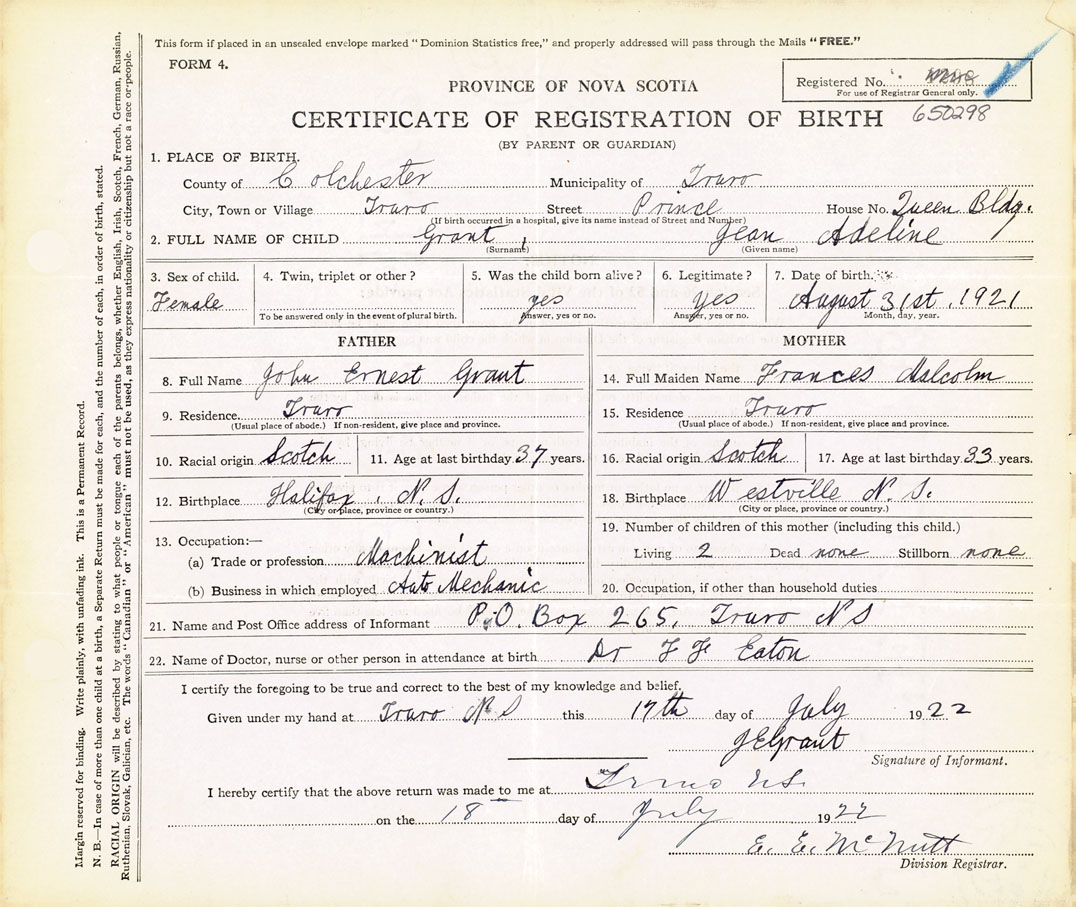 This form if placed in an unsealed envelope marked "Dominion Statistics free," and properly addressed will pass through the Mails "FREE."
FORM 4.
Registered No.
For use of Registrar General only.
650298
PROVINCE OF NOVA SCOTIA
CERTIFICATE OF REGISTRATION OF BIRTH
(BY PARENT OR GUARDIAN)
1. PLACE OF BIRTH.
County of Colchester Municipality of Truro
City, Town or Village Truro Street Prince House No. Queen Bldg.
(If birth occurred in a hospital, give its name instead of Street and Number)
2. FULL NAME OF CHILD Grant, Jean Adeline
(Surname) (Given name)
3. Sex of child. 4. Twin, triplet or other? 5. Was the child born alive? 6. Legitimate? 7. Date of birth.
Female yes yes August 31st, 1921
To be answered only in the event of plural birth. Answer, yes or no. Answer, yes or no. Month, day, year.
FATHER
8. Full Name John Ernest Grant
9. Residence. Truro
(Usual place of abode.) If non-resident, give place and province.
10. Racial origin Scotch 11. Age at last birthday 37 years.
12. Birthplace Halifax, N.S.
(City or place, province or country.)
13. Occupation:—
(a) Trade or profession Machinist
(b) Business in which employed Auto Mechanic
MOTHER
14. Full Maiden Name Frances Malcolm
15. Residence Truro
(Usual place of abode.) If non-resident, give place and province.
16. Racial origin Scotch 17. Age at last birthday 33 years.
18. Birthplace Westville N.S.
(City or place, province or country.)
19. Number of children of this mother (including this child.)
Living 2 Dead none Stillborn none
20. Occupation, if other than household duties
21. Name and Post Office address of Informant P.O. Box 265, Truro NS
22. Name of Doctor, nurse or other person in attendance at birth Dr F F Eaton
I certify the foregoing to be true and correct to the best of my knowledge and belief.
Given under my hand at Truro NS this 17th day of July 1922
JEGrant
Signature of Informant.
I hereby certify that the above return was made to me at Truro N.S.
on the 18 day of July 1922
E. E. McNutt
Division Registrar.
Margin reserved for binding. Write plainly, with unfading ink. This is a Permanent Record.
N. B.—In case of more than one child at a birth, a Separate Return must be made for each, and the number of each, in order of birth, stated.
RACIAL ORIGIN will be described by stating to what people or tongue each of the parents belongs, whether English, Irish, Scotch, French, German, Russian,
Ruthenian, Slovak, Galician, etc. The words "Canadian" or "American" must not be used, as they express nationality or citizenship but not a race or people.